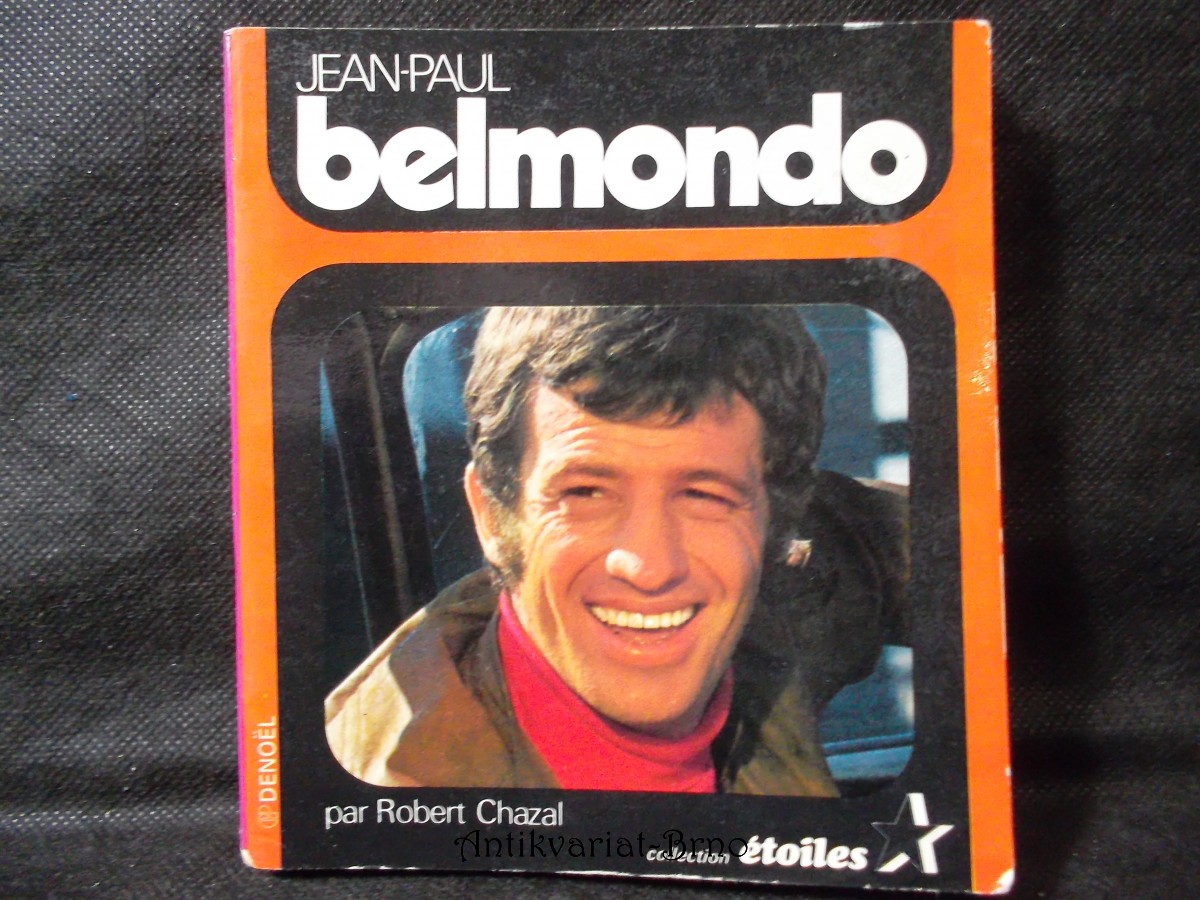 JEAN-PAUL
belmondo
DENOËL
par Robert Chazal
Antikvariat-Brno
collection étoiles